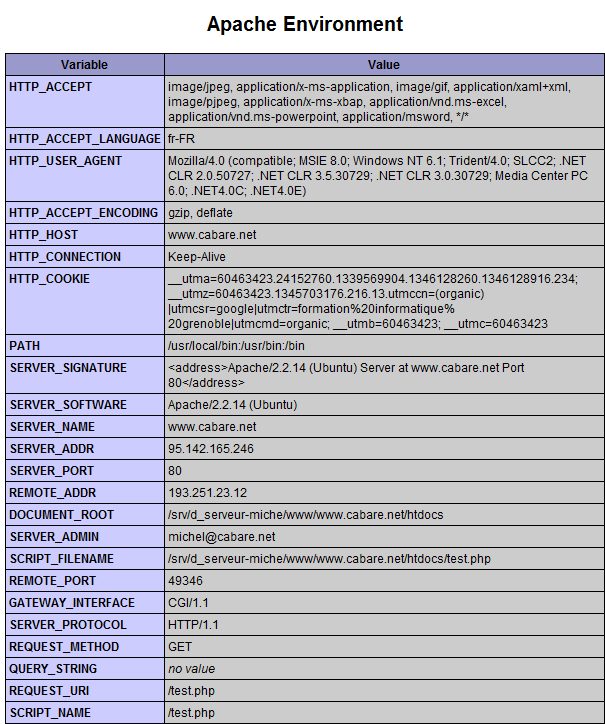 Apache Environment
Variable Value
HTTP_ACCEPT image/jpeg, application/x-ms-application, image/gif, application/xaml+xml,
image/pjpeg, application/x-ms-xbap, application/vnd.ms-excel,
application/vnd.ms-powerpoint, application/msword, */*
HTTP_ACCEPT_LANGUAGE fr-FR
HTTP_USER_AGENT Mozilla/4.0 (compatible; MSIE 8.0; Windows NT 6.1; Trident/4.0; SLCC2; .NET
CLR 2.0.50727; .NET CLR 3.5.30729; .NET CLR 3.0.30729; Media Center PC
6.0; .NET4.0C; .NET4.0E)
HTTP_ACCEPT_ENCODING gzip, deflate
HTTP_HOST www.cabare.net
HTTP_CONNECTION Keep-Alive
HTTP_COOKIE __utma=60463423.24152760.1339569904.1346128260.1346128916.234;
__utmz=60463423.1345703176.216.13.utmccn=(organic)
|utmcsr=google|utmctr=formation%20informatique%
20grenoble|utmcmd=organic; __utmb=60463423; __utmc=60463423
PATH /usr/local/bin:/usr/bin:/bin
SERVER_SIGNATURE <address>Apache/2.2.14 (Ubuntu) Server at www.cabare.net Port
80</address>
SERVER_SOFTWARE Apache/2.2.14 (Ubuntu)
SERVER_NAME www.cabare.net
SERVER_ADDR 95.142.165.246
SERVER_PORT 80
REMOTE_ADDR 193.251.23.12
DOCUMENT_ROOT /srv/d_serveur-miche/www/www.cabare.net/htdocs
SERVER_ADMIN michel@cabare.net
SCRIPT_FILENAME /srv/d_serveur-miche/www/www.cabare.net/htdocs/test.php
REMOTE_PORT 49346
GATEWAY_INTERFACE CGI/1.1
SERVER_PROTOCOL HTTP/1.1
REQUEST_METHOD GET
QUERY_STRING no value
REQUEST_URI /test.php
SCRIPT_NAME /test.php